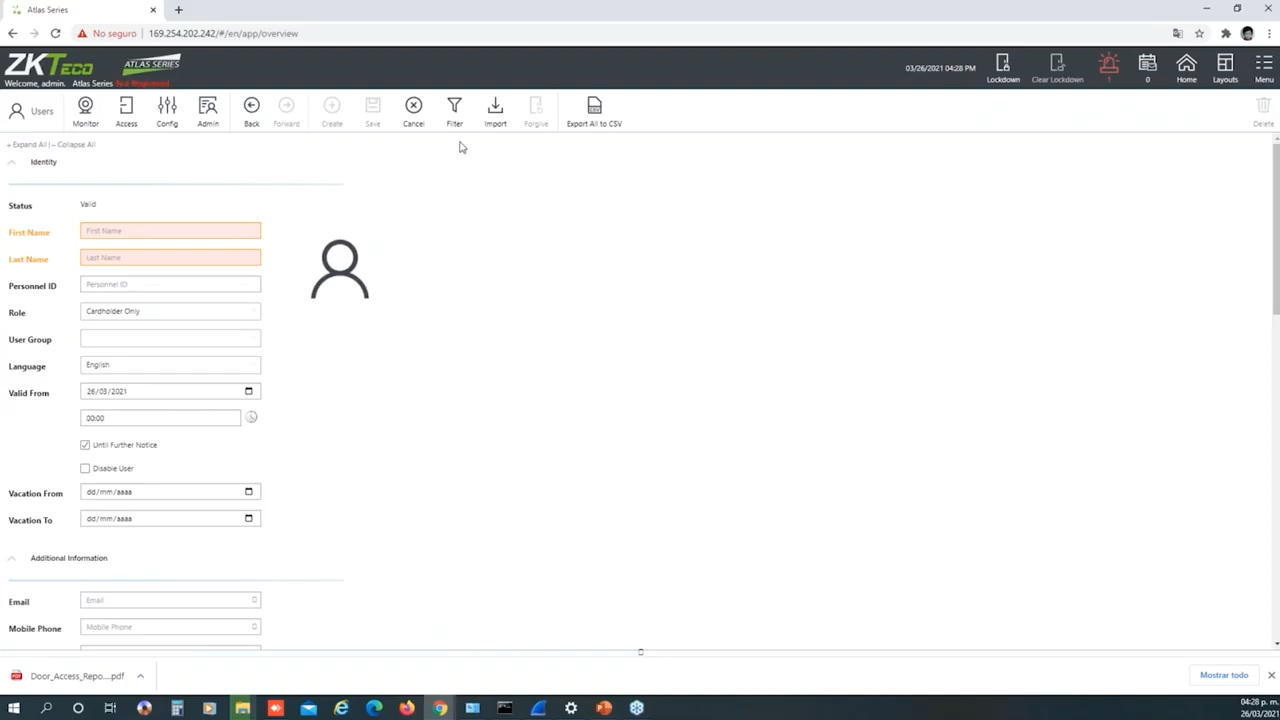 Atlas Series
No seguro 169.254.202.242/#/en/app/overview
ZKTeco ATLAS SERIES
Welcome, admin. Atlas Series Not Registered
03/26/2021 04:28 PM Lockdown Clear Lockdown 1 0 Home Layouts Menu
Users Monitor Access Config Admin Back Forward Create Save Cancel Filter Import Forgive CSV Export All to CSV Delete
+ Expand All | − Collapse All
Identity
Status Valid
First Name First Name
Last Name Last Name
Personnel ID Personnel ID
Role Cardholder Only
User Group
Language English
Valid From 26/03/2021
00:00
Until Further Notice
Disable User
Vacation From dd/mm/aaaa
Vacation To dd/mm/aaaa
Additional Information
Email Email
Mobile Phone Mobile Phone
PDF Door_Access_Repo....pdf Mostrar todo
04:28 p. m.
26/03/2021